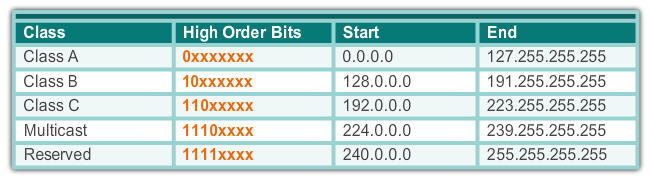 Class High Order Bits Start End
Class A 0xxxxxxx 0.0.0.0 127.255.255.255
Class B 10xxxxxx 128.0.0.0 191.255.255.255
Class C 110xxxxx 192.0.0.0 223.255.255.255
Multicast 1110xxxx 224.0.0.0 239.255.255.255
Reserved 1111xxxx 240.0.0.0 255.255.255.255